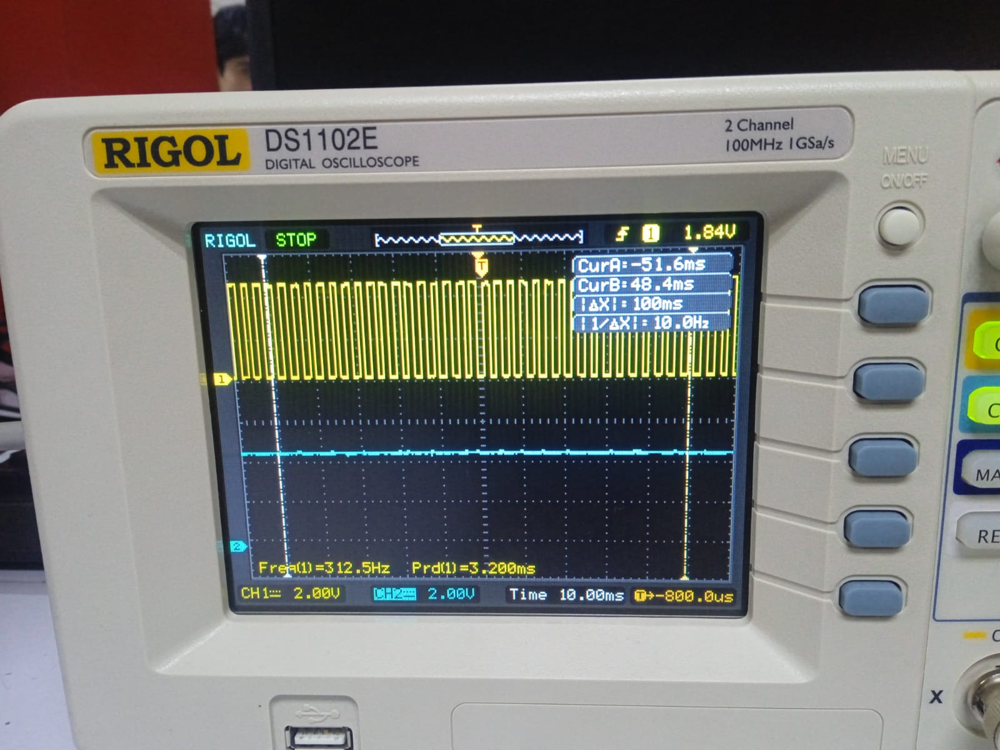 RIGOL DS1102E
DIGITAL OSCILLOSCOPE
2 Channel
100MHz 1GSa/s
MENU
ON/OFF
RIGOL STOP T 1 1.84V
T
CurA:-51.6ms
CurB:48.4ms
|ΔX|: 100ms
|1/ΔX|: 10.0Hz
1
2
Freq(1)=312.5Hz Prd(1)=3.200ms
CH1 2.00V 2.00V Time 10.00ms T→-800.0us
C
C
MA
RE
C
X